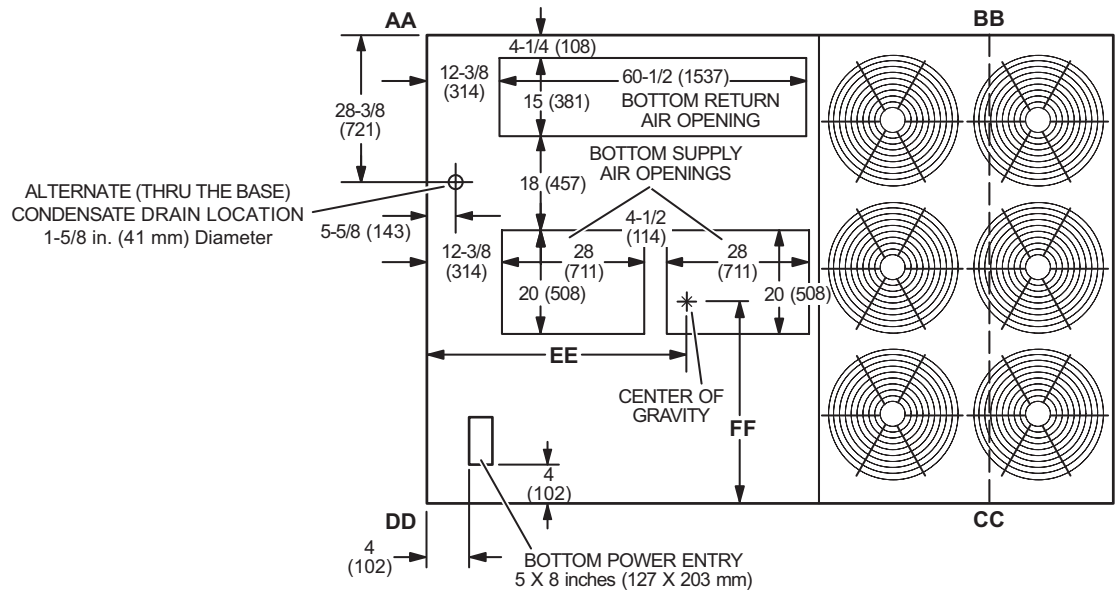 AA
BB
4-1/4 (108)
12-3/8
(314)
60-1/2 (1537)
15 (381)
BOTTOM RETURN
AIR OPENING
28-3/8
(721)
BOTTOM SUPPLY
AIR OPENINGS
18 (457)
ALTERNATE (THRU THE BASE)
CONDENSATE DRAIN LOCATION
1-5/8 in. (41 mm) Diameter
5-5/8 (143)
4-1/2
(114)
12-3/8
(314)
28
(711)
28
(711)
20 (508)
20 (508)
EE
CENTER OF
GRAVITY
FF
4
(102)
DD
CC
4
(102)
BOTTOM POWER ENTRY
5 X 8 inches (127 X 203 mm)